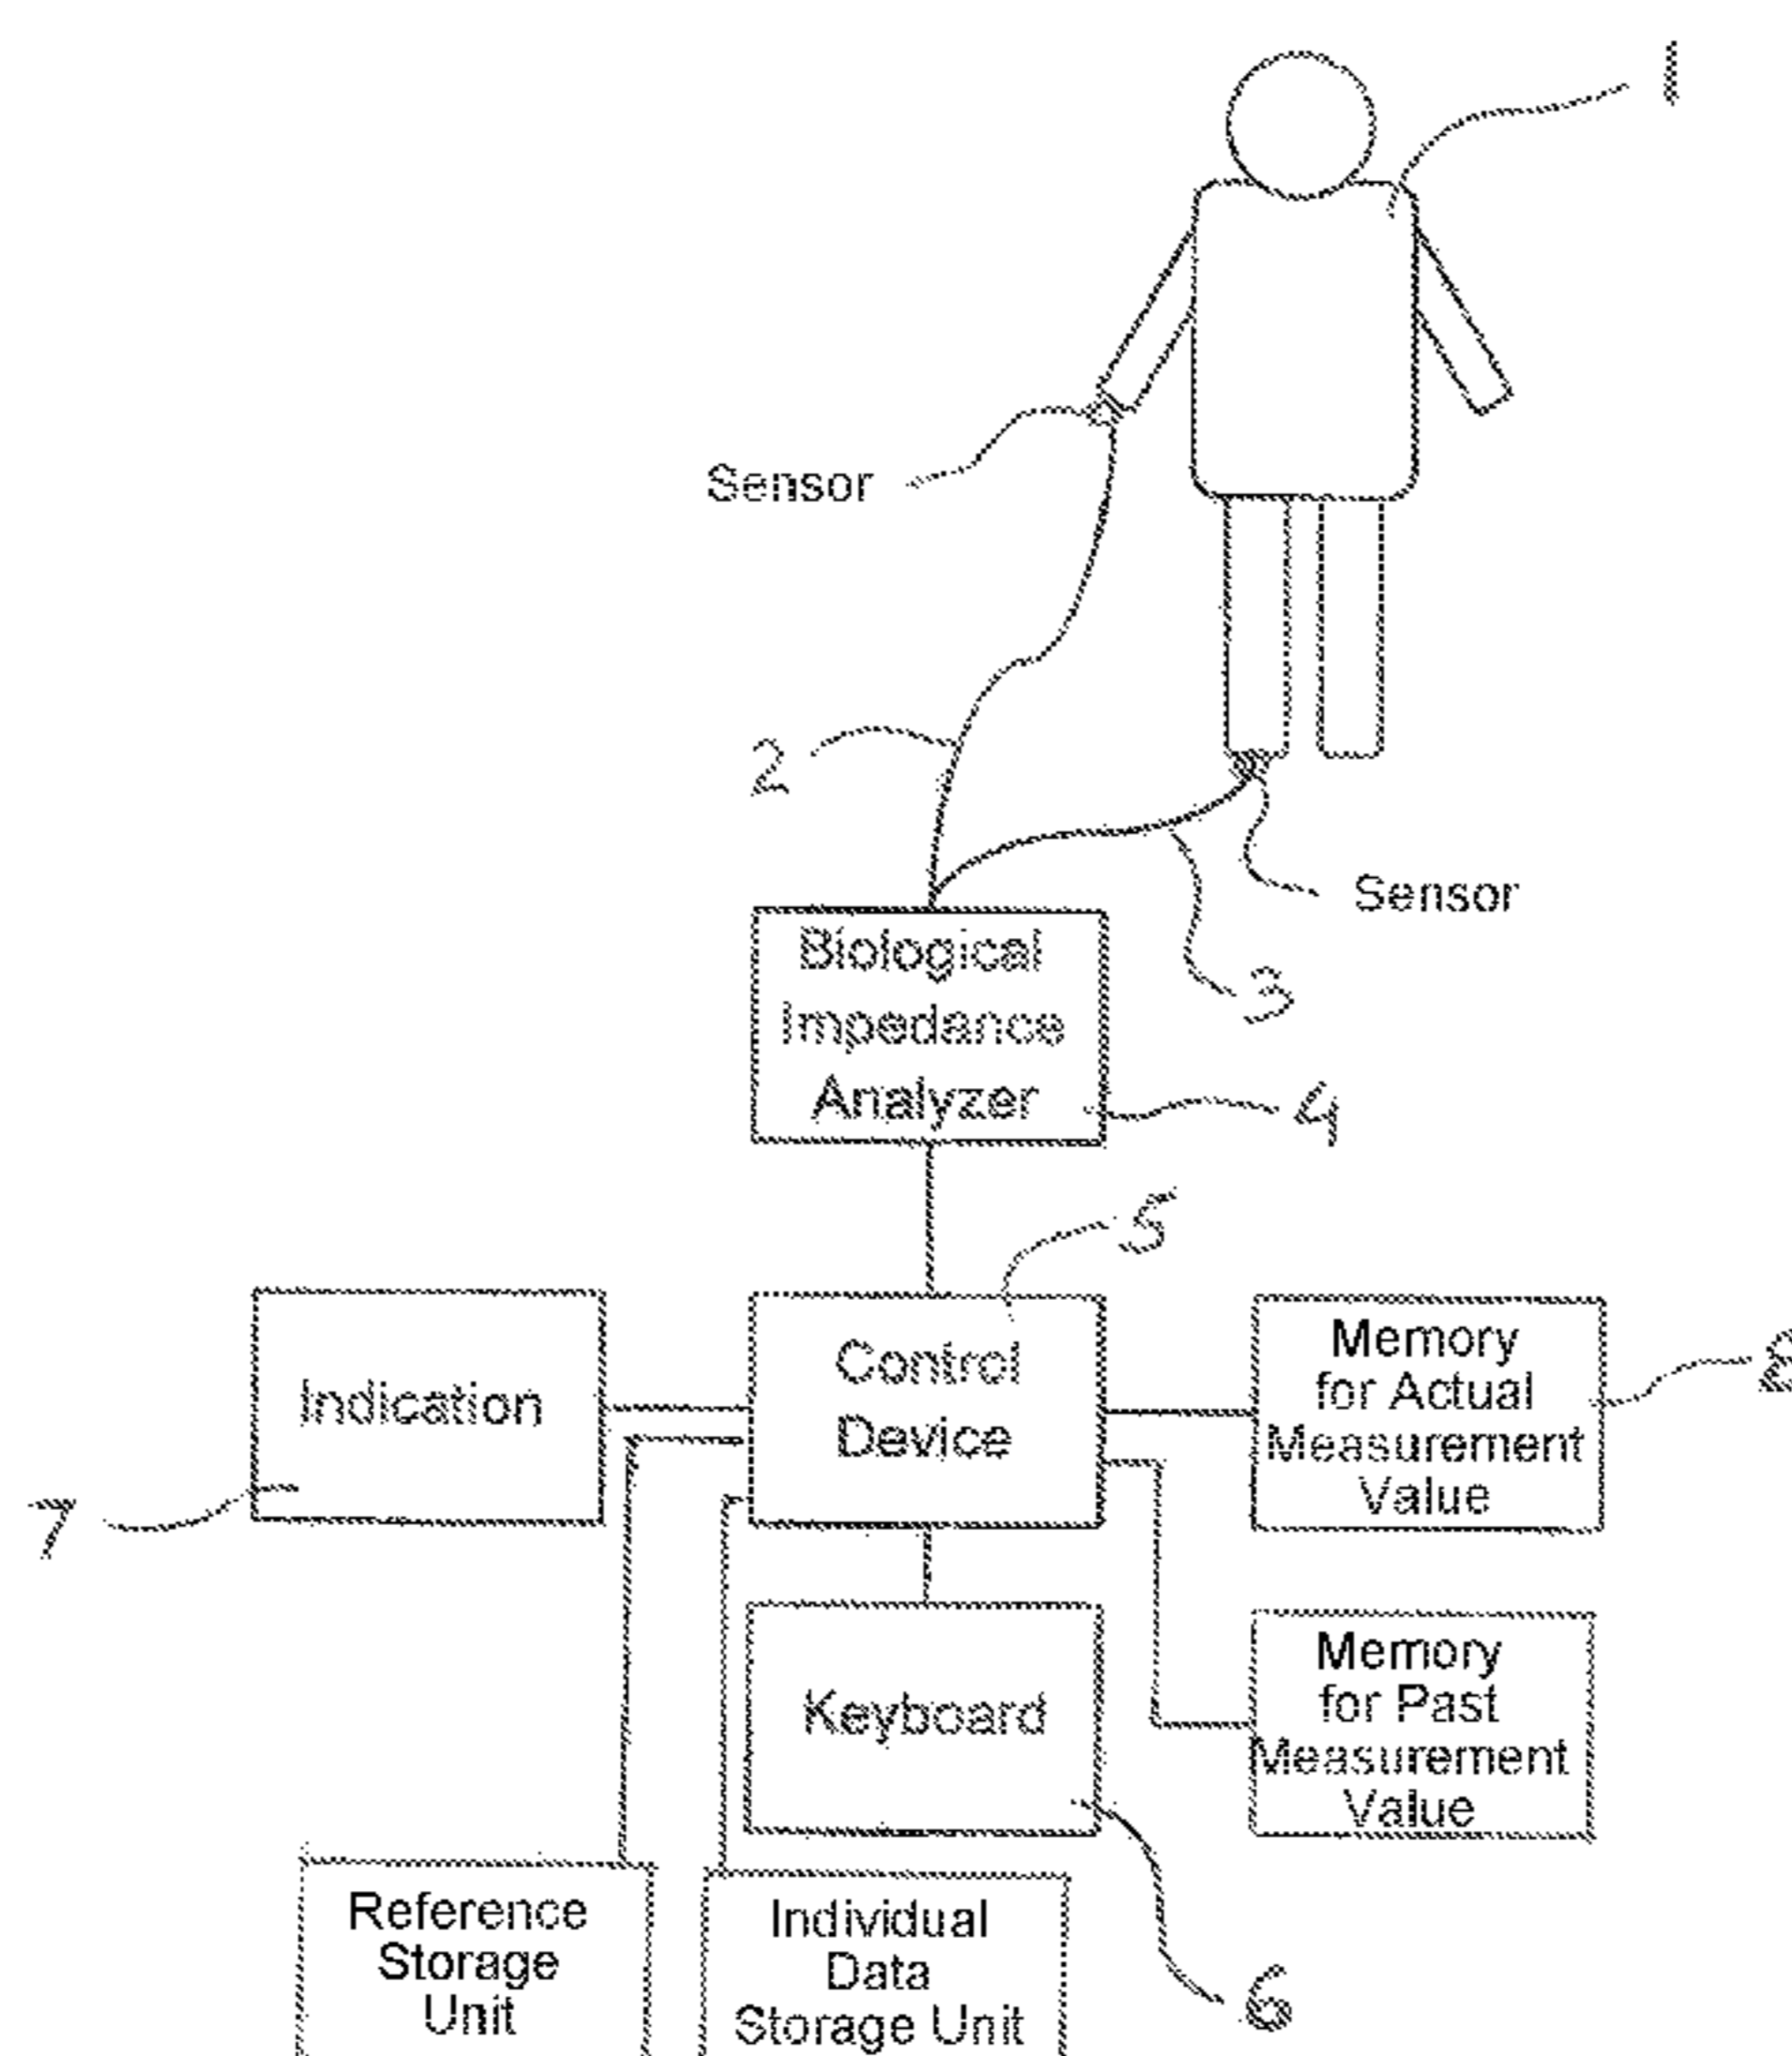 1
Sensor
2
Sensor
3
Biological
Impedance
Analyzer
4
5
Indication
Control
Device
Memory
for Actual
Measurement
Value
8
7
Keyboard
Memory
for Past
Measurement
Value
6
Reference
Storage
Unit
Individual
Data
Storage Unit